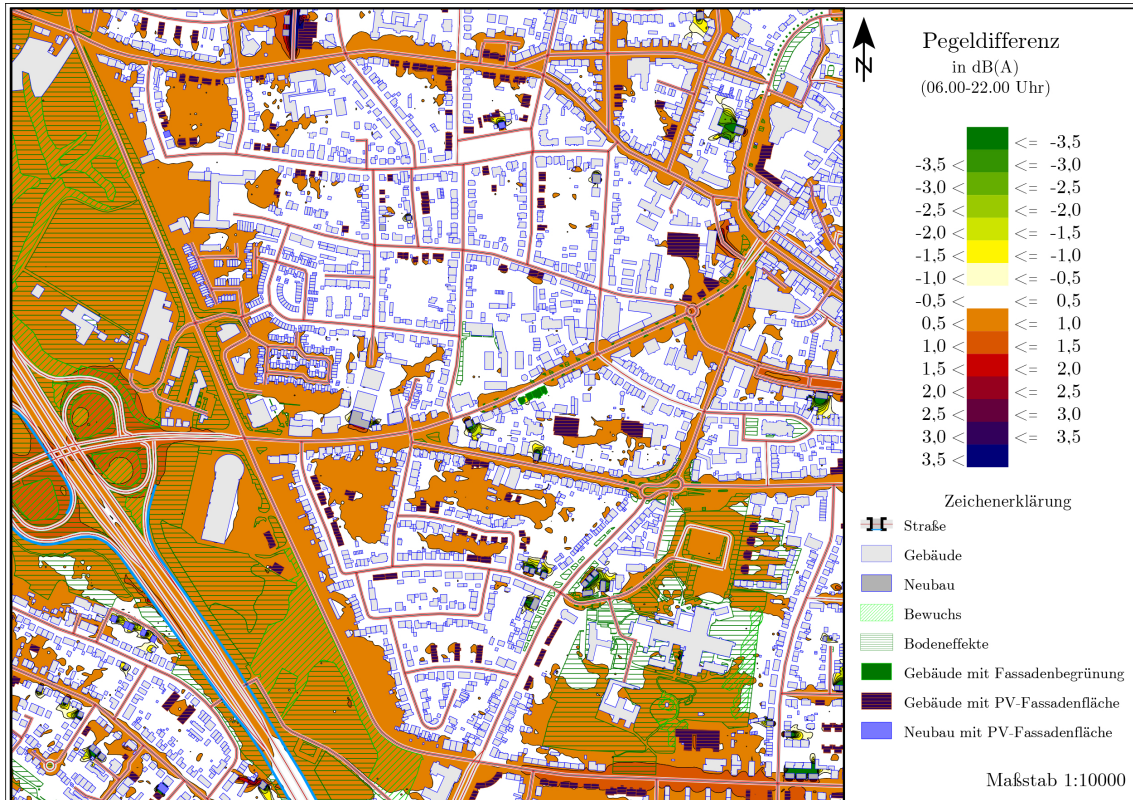 N
Pegeldifferenz
in dB(A)
(06.00-22.00 Uhr)
<= -3.5
-3,5 < <= -3.0
-3,0 < <= -2,5
-2,5 < <= -2.0
-2,0 < <= -1,5
-1,5 < <= -1.0
-1.0 < <= -0.5
-0.5 < 0.5
0.5 < <= 1,0
1,0 < <= 1,5
1.5 < <= 2.0
2.0 < <= 2.5
2.5 < <= 3.0
3.0 < <= 3.5
3,5 <
Zeichenerklärung
Straße
Gebäude
Neubau
Bewuchs
Bodeneffekte
Gebäude mit Fassadenbegrünung
Gebäude mit PV-Fassadenfläche
Neubau mit PV-Fassadenfläche
Maßstab 1:10000